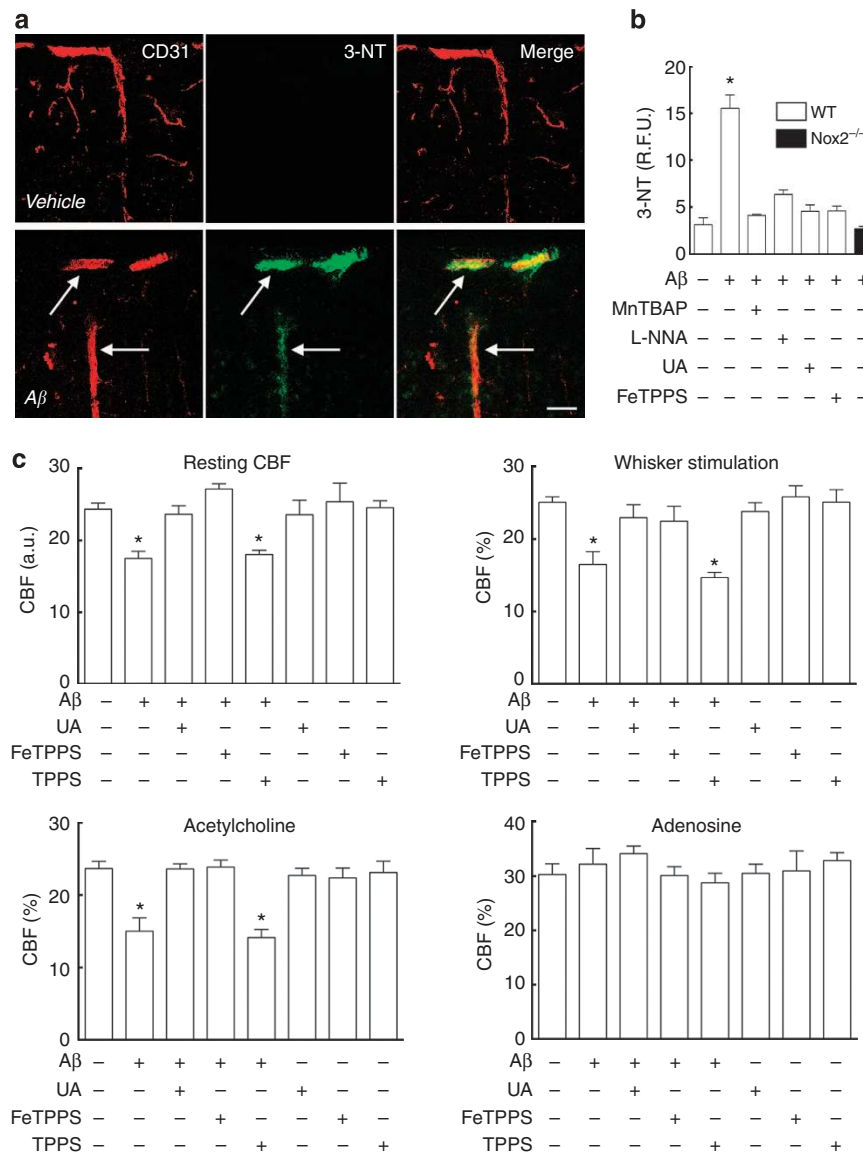 a
CD31
3-NT
Merge
Vehicle
Aβ
b
20
15
10
5
0
3-NT (R.F.U.)
*
WT
Nox2−/−
Aβ – + + + + + +
MnTBAP – – + – – – –
L-NNA – – – + – – –
UA – – – – + – –
FeTPPS – – – – – + –
c
Resting CBF
30
20
10
0
CBF (a.u.)
* *
Aβ – + + + + – – –
UA – – + – – + – –
FeTPPS – – – + – – + –
TPPS – – – – + – – +
Whisker stimulation
30
20
10
0
CBF (%)
* *
Aβ – + + + + – – –
UA – – + – – + – –
FeTPPS – – – + – – + –
TPPS – – – – + – – +
Acetylcholine
30
20
10
0
CBF (%)
* *
Aβ – + + + + – – –
UA – – + – – + – –
FeTPPS – – – + – – + –
TPPS – – – – + – – +
Adenosine
40
30
20
10
0
CBF (%)
Aβ – + + + + – – –
UA – – + – – + – –
FeTPPS – – – + – – + –
TPPS – – – – + – – +